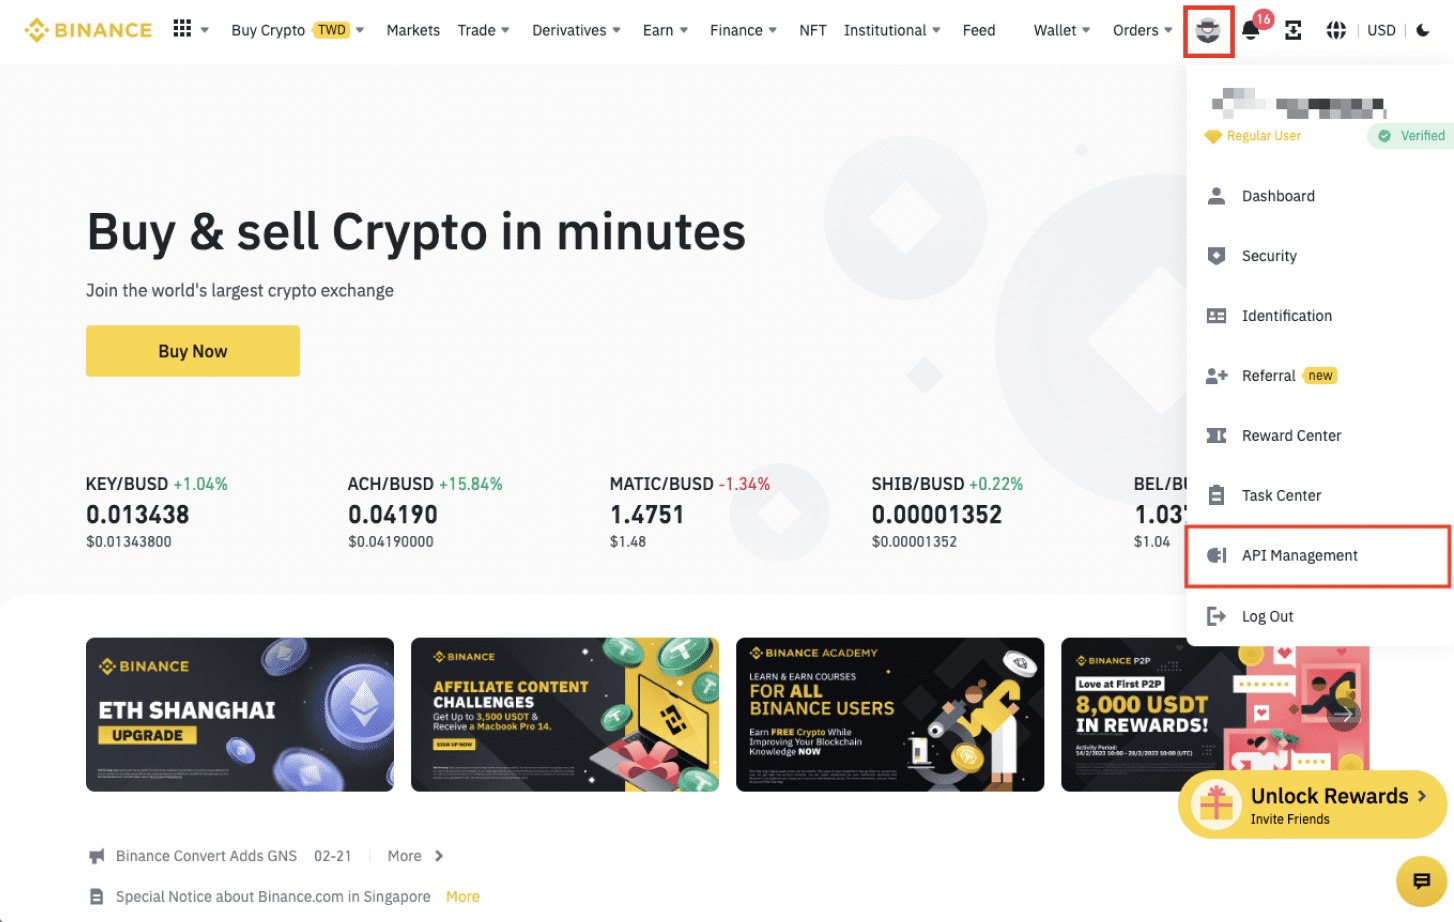 BINANCE
Buy Crypto TWD
Markets
Trade
Derivatives
Earn
Finance
NFT
Institutional
Feed
Wallet
Orders
16
USD
Regular User
Verified
Dashboard
Security
Identification
Referral new
Reward Center
Task Center
API Management
Log Out
Buy & sell Crypto in minutes
Join the world's largest crypto exchange
Buy Now
KEY/BUSD +1.04%
0.013438
$0.01343800
ACH/BUSD +15.84%
0.04190
$0.04190000
MATIC/BUSD -1.34%
1.4751
$1.48
SHIB/BUSD +0.22%
0.00001352
$0.00001352
BEL/BU
1.03
$1.04
BINANCE
ETH SHANGHAI
UPGRADE
BINANCE
AFFILIATE CONTENT
CHALLENGES
Get Up to 3,500 USDT &
Receive a Macbook Pro 14.
SIGN UP NOW
BINANCE ACADEMY
LEARN & EARN COURSES
FOR ALL
BINANCE USERS
Earn FREE Crypto While
Improving Your Blockchain
Knowledge NOW
BINANCE P2P
Love at First P2P
8,000 USDT
IN REWARDS!
Activity Period:
14/2/2023 10:00 - 28/2/2023 10:00 (UTC)
Unlock Rewards
Invite Friends
Binance Convert Adds GNS 02-21 More
Special Notice about Binance.com in Singapore More